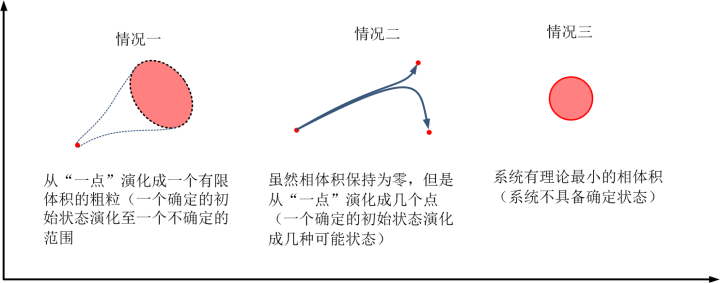 情况一
从“一点”演化成一个有限
体积的粗粒（一个确定的初
始状态演化至一个不确定的
范围
情况二
虽然相体积保持为零，但是
从“一点”演化成几个点
（一个确定的初始状态演化
成几种可能状态）
情况三
系统有理论最小的相体积
（系统不具备确定状态）